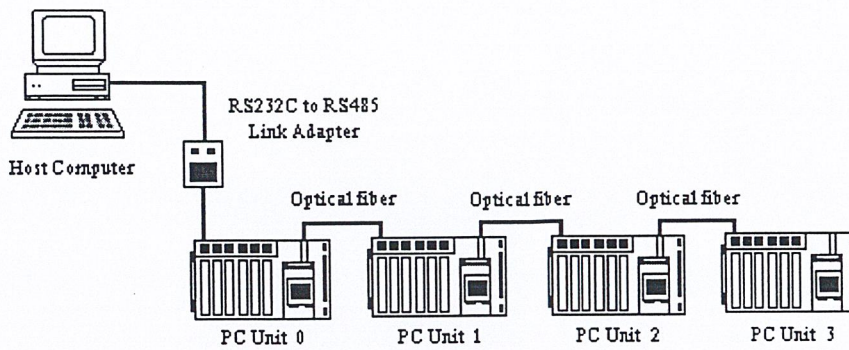 RS232C to RS485
Link Adapter
Host Computer
Optical fiber
Optical fiber
Optical fiber
PC Unit 0
PC Unit 1
PC Unit 2
PC Unit 3